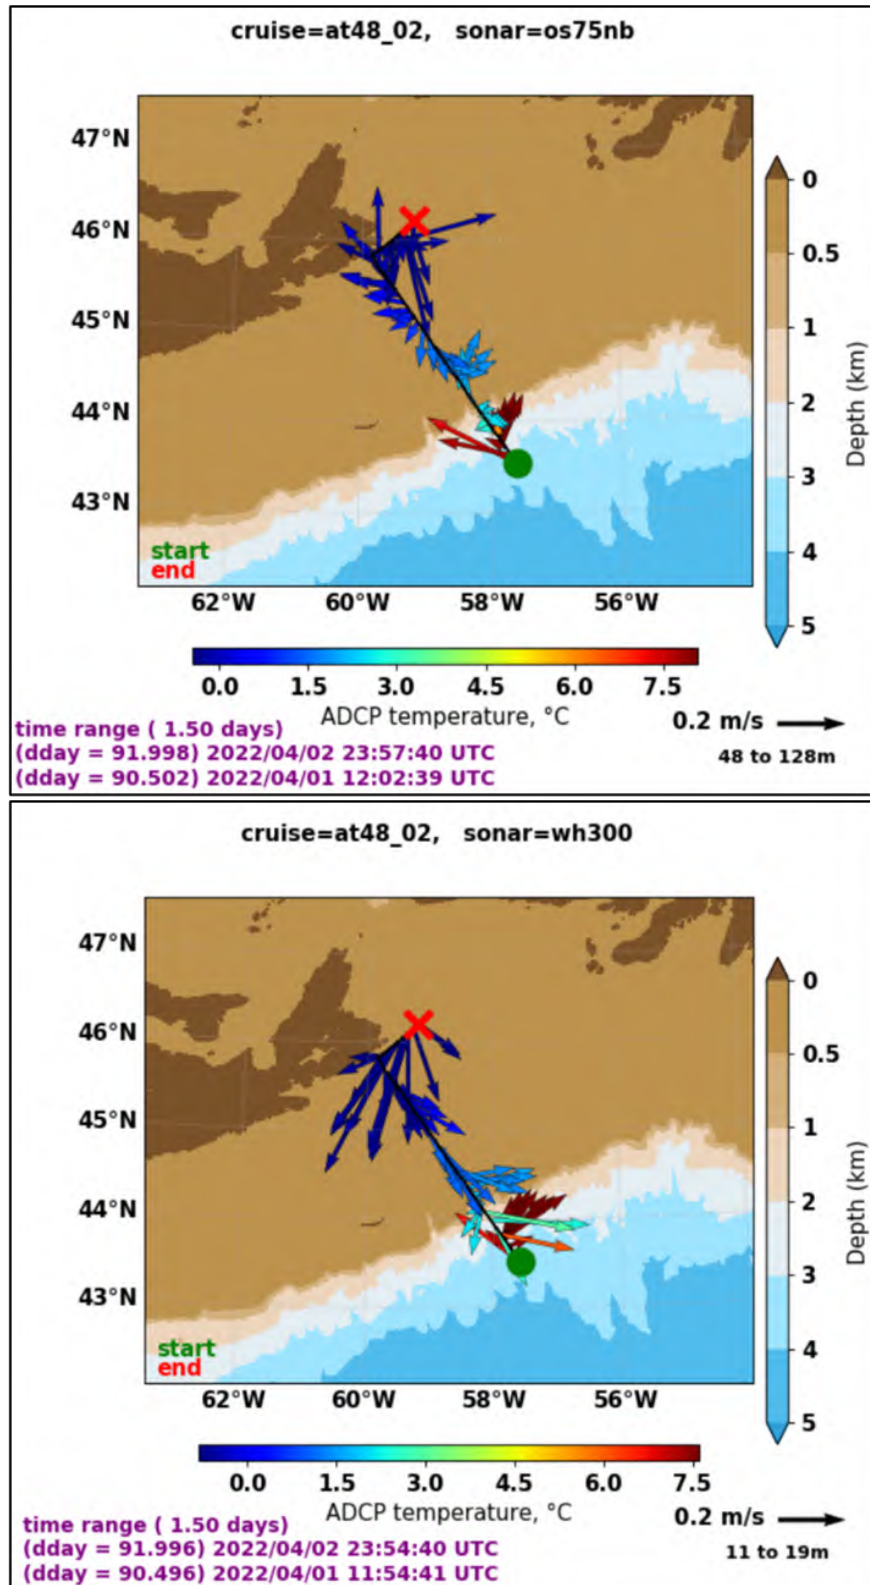 cruise=at48_02,   sonar=os75nb
47°N
46°N
45°N
44°N
43°N
start
end
62°W 60°W 58°W 56°W
0
0.5
1
2
3
4
5
Depth (km)
0.0 1.5 3.0 4.5 6.0 7.5
ADCP temperature, °C
0.2 m/s
48 to 128m
time range ( 1.50 days)
(dday = 91.998) 2022/04/02 23:57:40 UTC
(dday = 90.502) 2022/04/01 12:02:39 UTC
cruise=at48_02,   sonar=wh300
47°N
46°N
45°N
44°N
43°N
start
end
62°W 60°W 58°W 56°W
0
0.5
1
2
3
4
5
Depth (km)
0.0 1.5 3.0 4.5 6.0 7.5
ADCP temperature, °C
0.2 m/s
11 to 19m
time range ( 1.50 days)
(dday = 91.996) 2022/04/02 23:54:40 UTC
(dday = 90.496) 2022/04/01 11:54:41 UTC